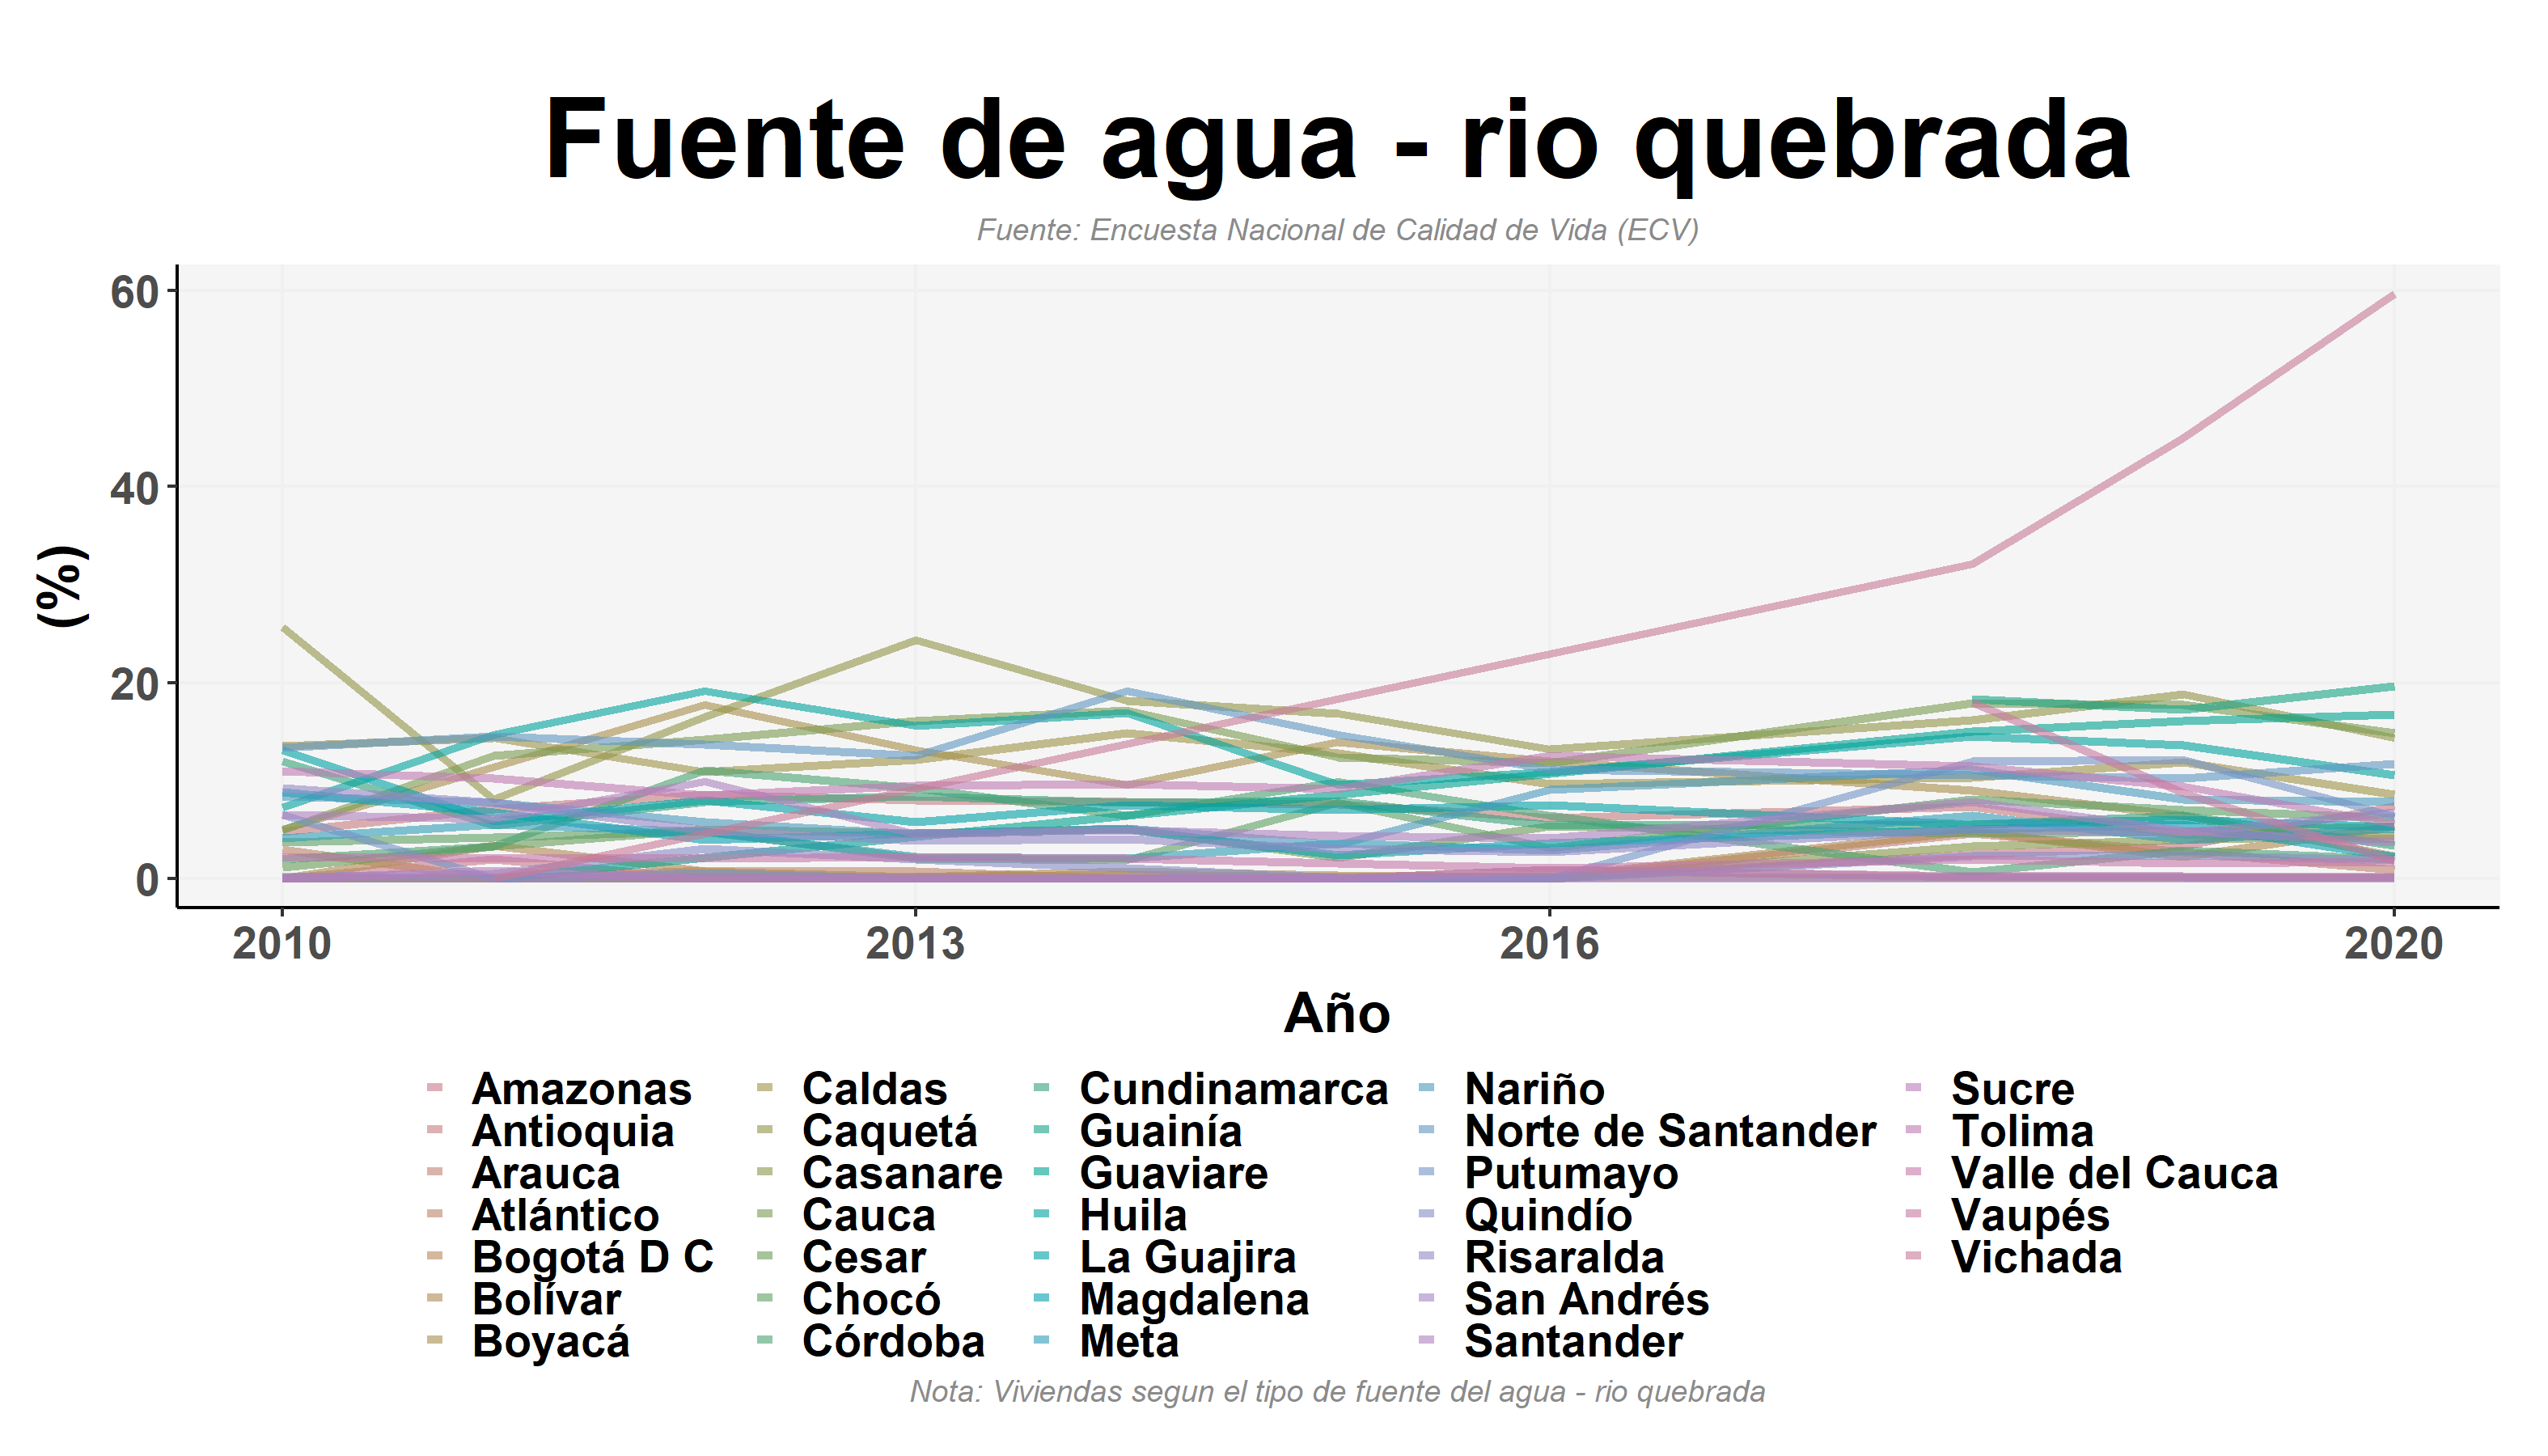 Fuente de agua - rio quebrada
Fuente: Encuesta Nacional de Calidad de Vida (ECV)
60
40
20
0
(%)
2010 2013 2016 2020
Año
Amazonas Caldas Cundinamarca Nariño Sucre
Antioquia Caquetá Guainía Norte de Santander Tolima
Arauca Casanare Guaviare Putumayo Valle del Cauca
Atlántico Cauca Huila Quindío Vaupés
Bogotá D C Cesar La Guajira Risaralda Vichada
Bolívar Chocó Magdalena San Andrés
Boyacá Córdoba Meta Santander
Nota: Viviendas segun el tipo de fuente del agua - rio quebrada